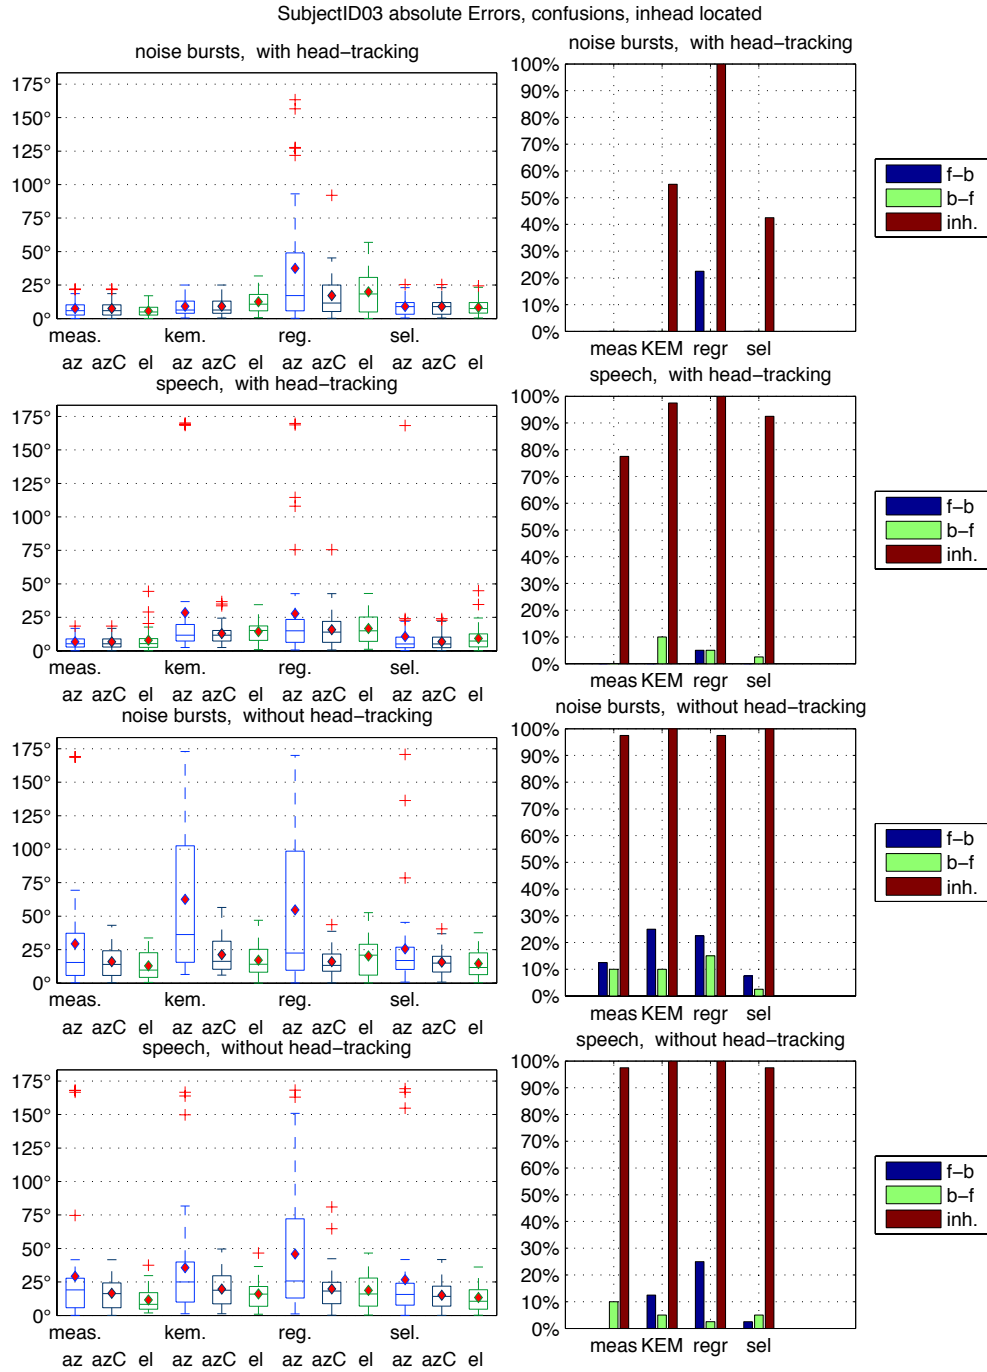 SubjectID03 absolute Errors, confusions, inhead located
noise bursts,  with head−tracking
175°
150°
125°
100°
75°
50°
25°
0°
meas. kem. reg. sel.
az azC el az azC el az azC el az azC el
noise bursts,  with head−tracking
100%
90%
80%
70%
60%
50%
40%
30%
20%
10%
0%
meas KEM regr sel
f−b
b−f
inh.
speech,  with head−tracking
175°
150°
125°
100°
75°
50°
25°
0°
meas. kem. reg. sel.
az azC el az azC el az azC el az azC el
speech,  with head−tracking
100%
90%
80%
70%
60%
50%
40%
30%
20%
10%
0%
meas KEM regr sel
f−b
b−f
inh.
noise bursts,  without head−tracking
175°
150°
125°
100°
75°
50°
25°
0°
meas. kem. reg. sel.
az azC el az azC el az azC el az azC el
noise bursts,  without head−tracking
100%
90%
80%
70%
60%
50%
40%
30%
20%
10%
0%
meas KEM regr sel
f−b
b−f
inh.
speech,  without head−tracking
175°
150°
125°
100°
75°
50°
25°
0°
meas. kem. reg. sel.
az azC el az azC el az azC el az azC el
speech,  without head−tracking
100%
90%
80%
70%
60%
50%
40%
30%
20%
10%
0%
meas KEM regr sel
f−b
b−f
inh.